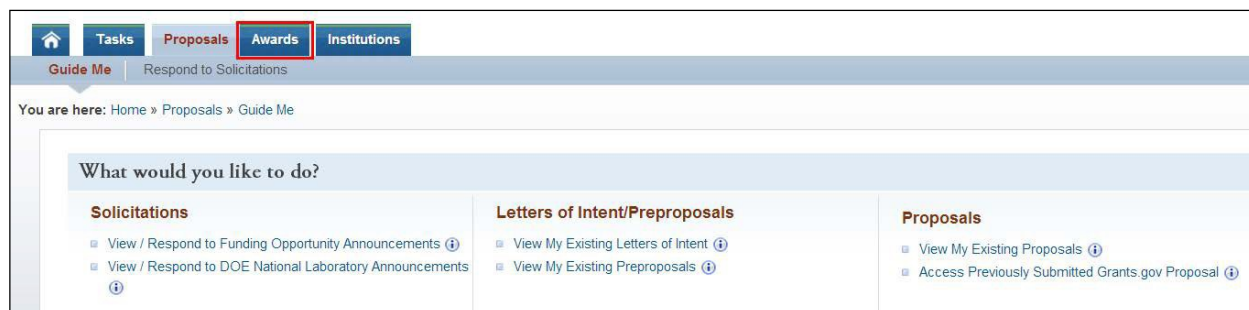 Tasks Proposals Awards Institutions
Guide Me Respond to Solicitations
You are here: Home » Proposals » Guide Me
What would you like to do?
Solicitations
View / Respond to Funding Opportunity Announcements
View / Respond to DOE National Laboratory Announcements
Letters of Intent/Preproposals
View My Existing Letters of Intent
View My Existing Preproposals
Proposals
View My Existing Proposals
Access Previously Submitted Grants.gov Proposal